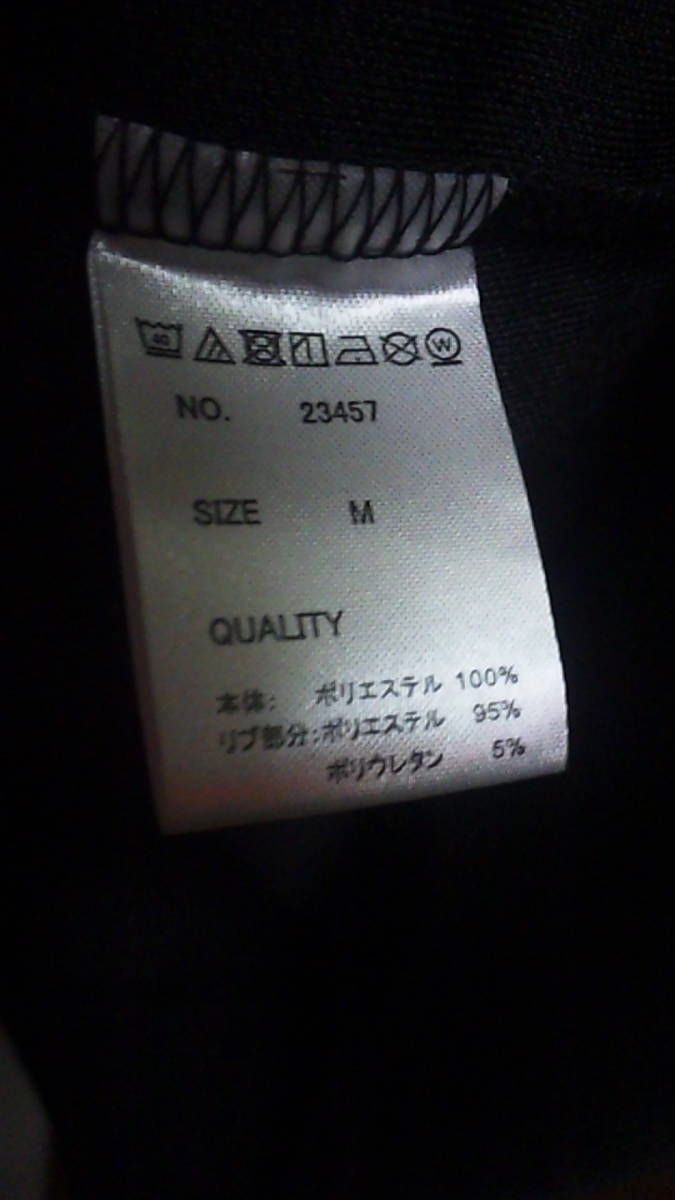 40 W
NO. 23457
SIZE M
QUALITY
本体: ポリエステル 100%
リブ部分:ポリエステル 95%
ポリウレタン 5%